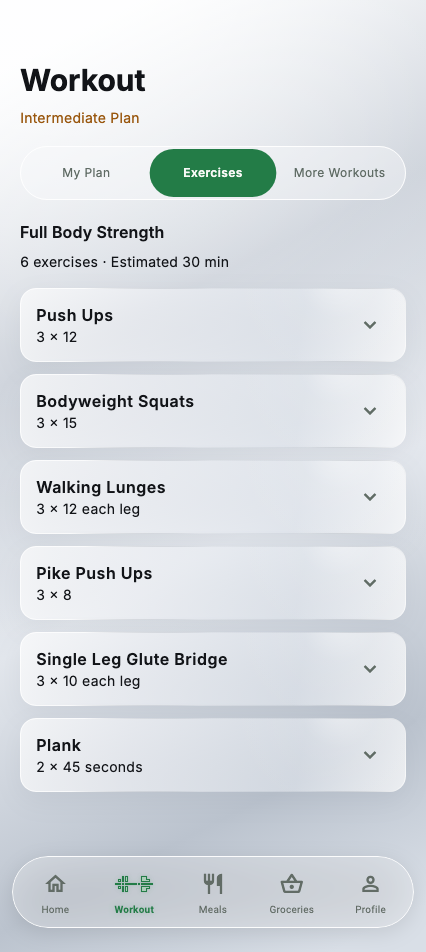 Workout
Intermediate Plan
My Plan
Exercises
More Workouts
Full Body Strength
6 exercises · Estimated 30 min
Push Ups
3 × 12
Bodyweight Squats
3 × 15
Walking Lunges
3 × 12 each leg
Pike Push Ups
3 × 8
Single Leg Glute Bridge
3 × 10 each leg
Plank
2 × 45 seconds
Home
Workout
Meals
Groceries
Profile